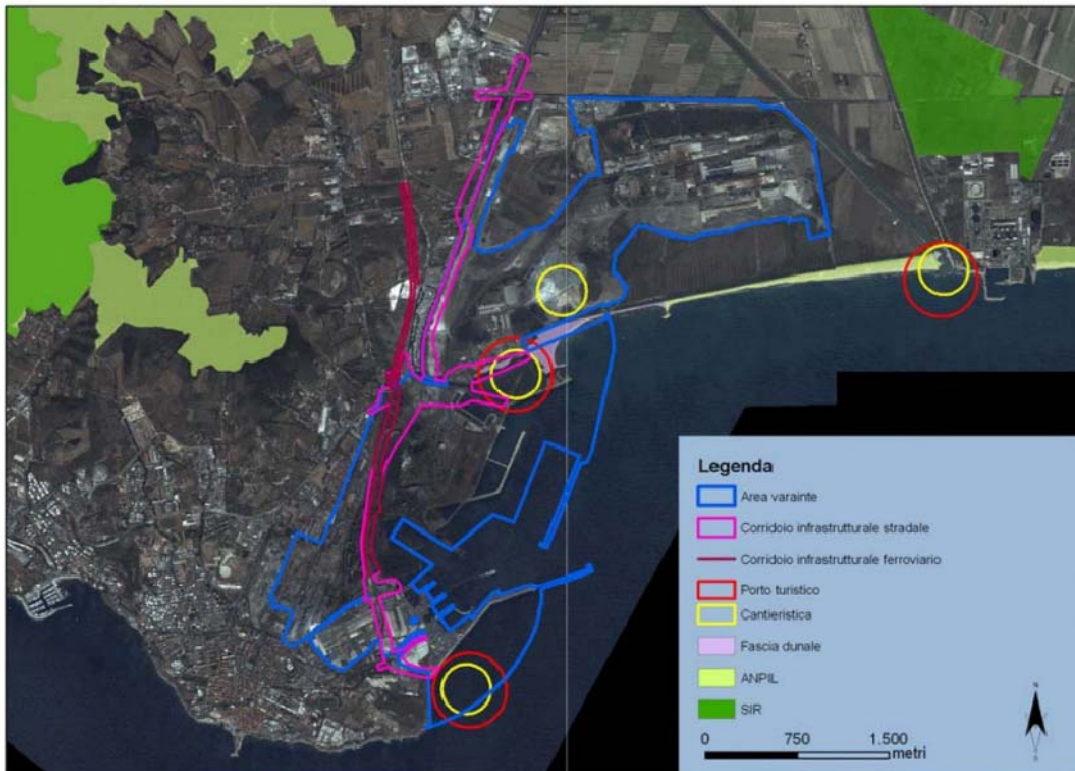 Legenda
Area varainte
Corridoio infrastrutturale stradale
Corridoio infrastrutturale ferroviario
Porto turistico
Cantieristica
Fascia dunale
ANPIL
SIR
N
0 750 1.500
metri